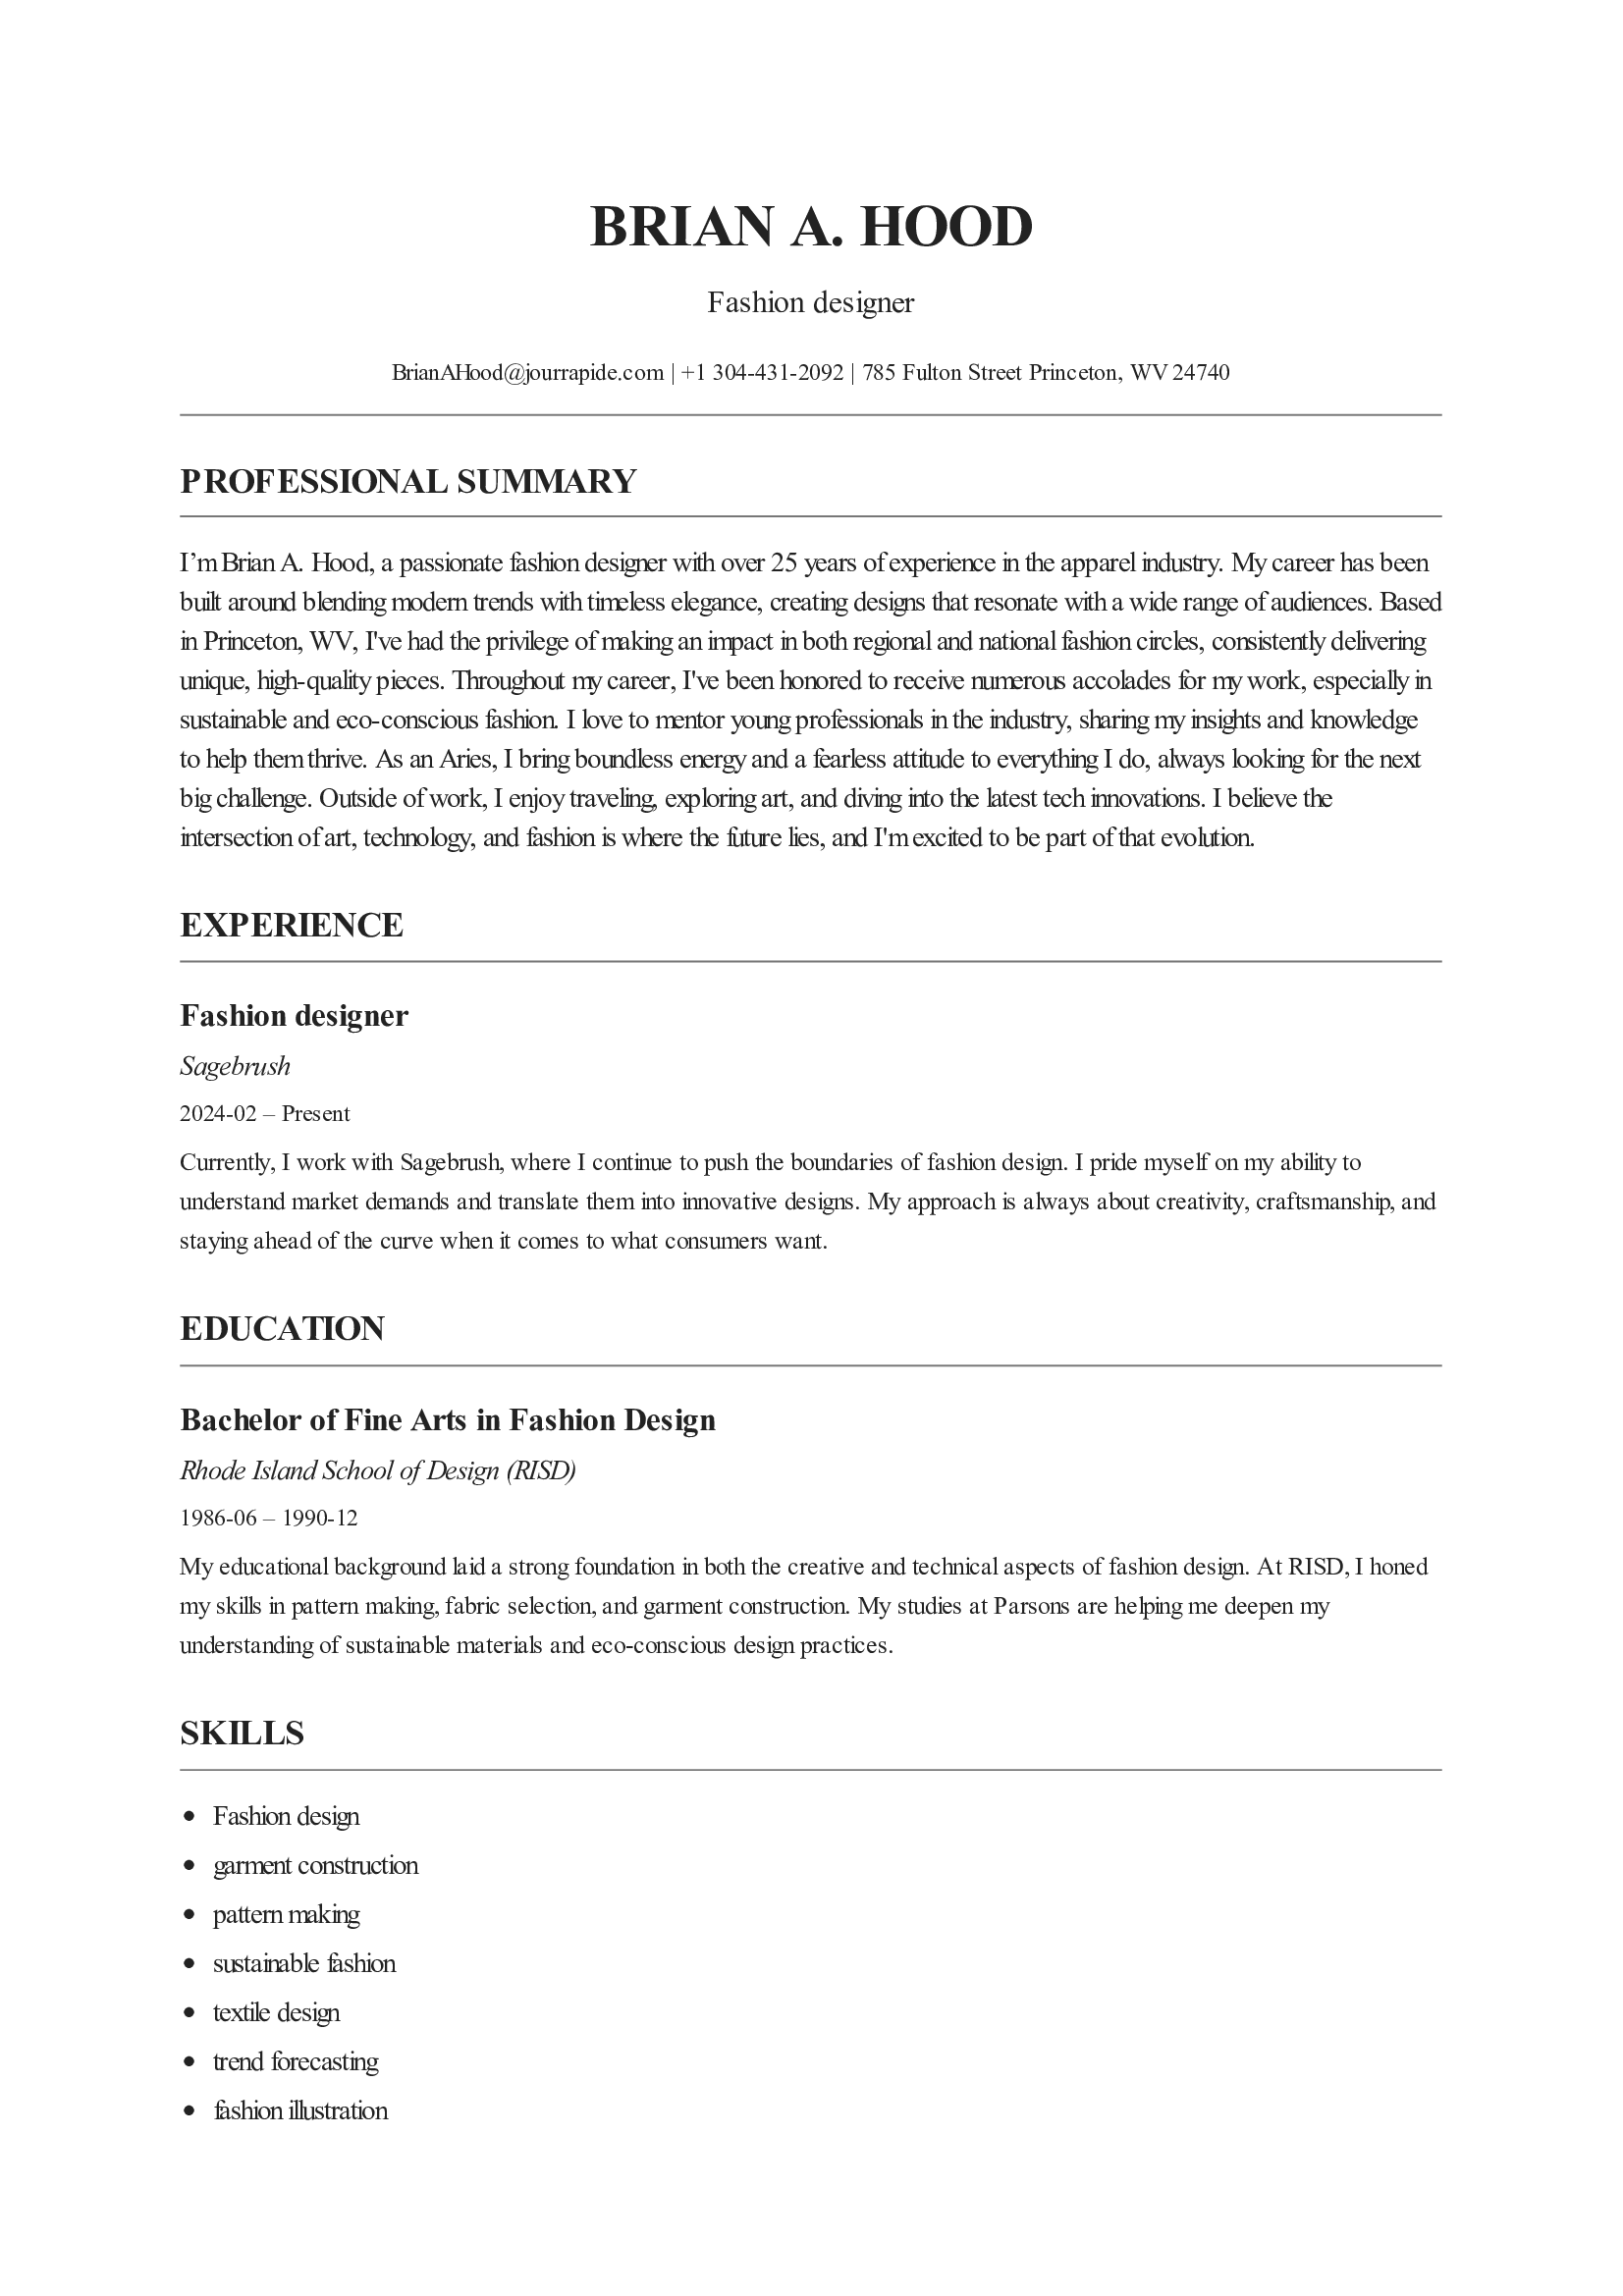 BRIAN A. HOOD
Fashion designer
BrianAHood@jourrapide.com | +1 304-431-2092 | 785 Fulton Street Princeton, WV 24740
PROFESSIONAL SUMMARY
I’m Brian A. Hood, a passionate fashion designer with over 25 years of experience in the apparel industry. My career has been
built around blending modern trends with timeless elegance, creating designs that resonate with a wide range of audiences. Based
in Princeton, WV, I've had the privilege of making an impact in both regional and national fashion circles, consistently delivering
unique, high-quality pieces. Throughout my career, I've been honored to receive numerous accolades for my work, especially in
sustainable and eco-conscious fashion. I love to mentor young professionals in the industry, sharing my insights and knowledge
to help them thrive. As an Aries, I bring boundless energy and a fearless attitude to everything I do, always looking for the next
big challenge. Outside of work, I enjoy traveling, exploring art, and diving into the latest tech innovations. I believe the
intersection of art, technology, and fashion is where the future lies, and I'm excited to be part of that evolution.
EXPERIENCE
Fashion designer
Sagebrush
2024-02 – Present
Currently, I work with Sagebrush, where I continue to push the boundaries of fashion design. I pride myself on my ability to
understand market demands and translate them into innovative designs. My approach is always about creativity, craftsmanship, and
staying ahead of the curve when it comes to what consumers want.
EDUCATION
Bachelor of Fine Arts in Fashion Design
Rhode Island School of Design (RISD)
1986-06 – 1990-12
My educational background laid a strong foundation in both the creative and technical aspects of fashion design. At RISD, I honed
my skills in pattern making, fabric selection, and garment construction. My studies at Parsons are helping me deepen my
understanding of sustainable materials and eco-conscious design practices.
SKILLS
• Fashion design
• garment construction
• pattern making
• sustainable fashion
• textile design
• trend forecasting
• fashion illustration